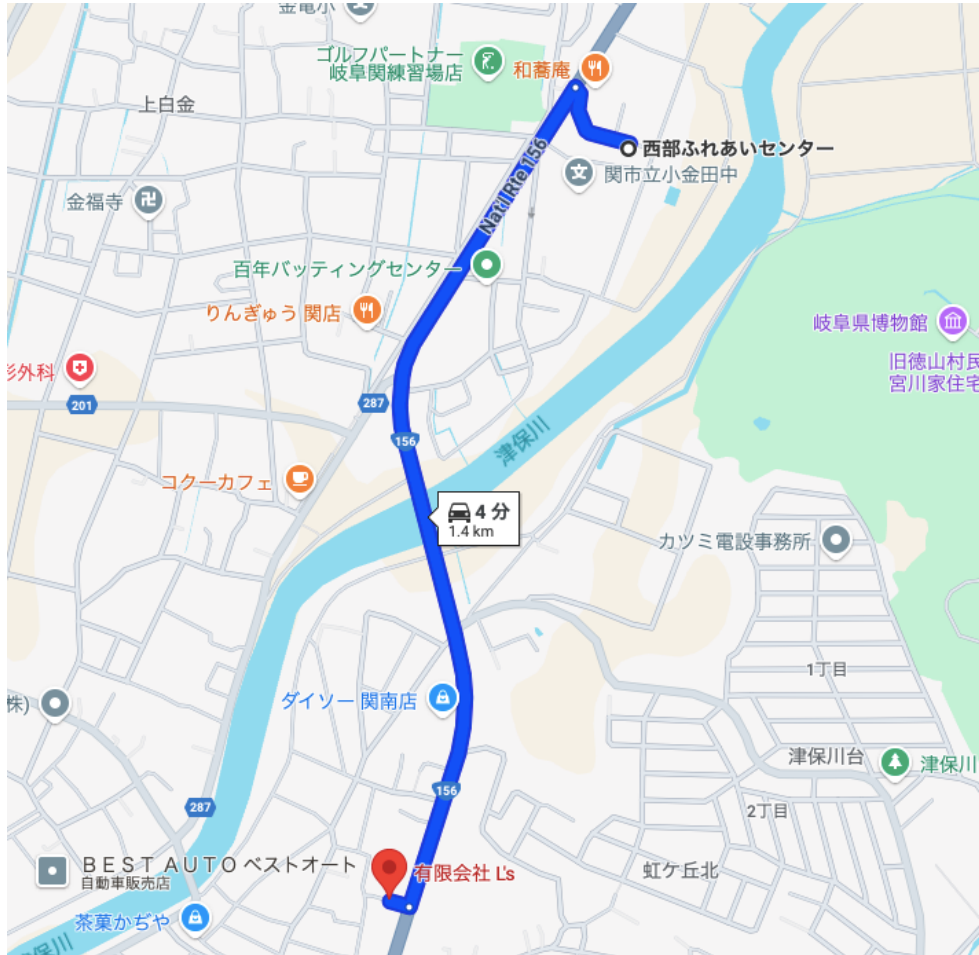 金竜小
ゴルフパートナー
岐阜関練習場店
和蕎庵
上白金
西部ふれあいセンター
Nat'l Rte 156
関市立小金田中
金福寺
百年バッティングセンター
りんぎゅう 関店
岐阜県博物館
旧徳山村民
宮川家住宅
外科
201
287
156
津保川
コクーカフェ
4 分
1.4 km
カツミ電設事務所
1丁目
ダイソー 関南店
株)
津保川台
津保川
156
2丁目
287
BEST AUTO ベストオート
自動車販売店
有限会社 L's
虹ケ丘北
茶菓かぢや
津保川